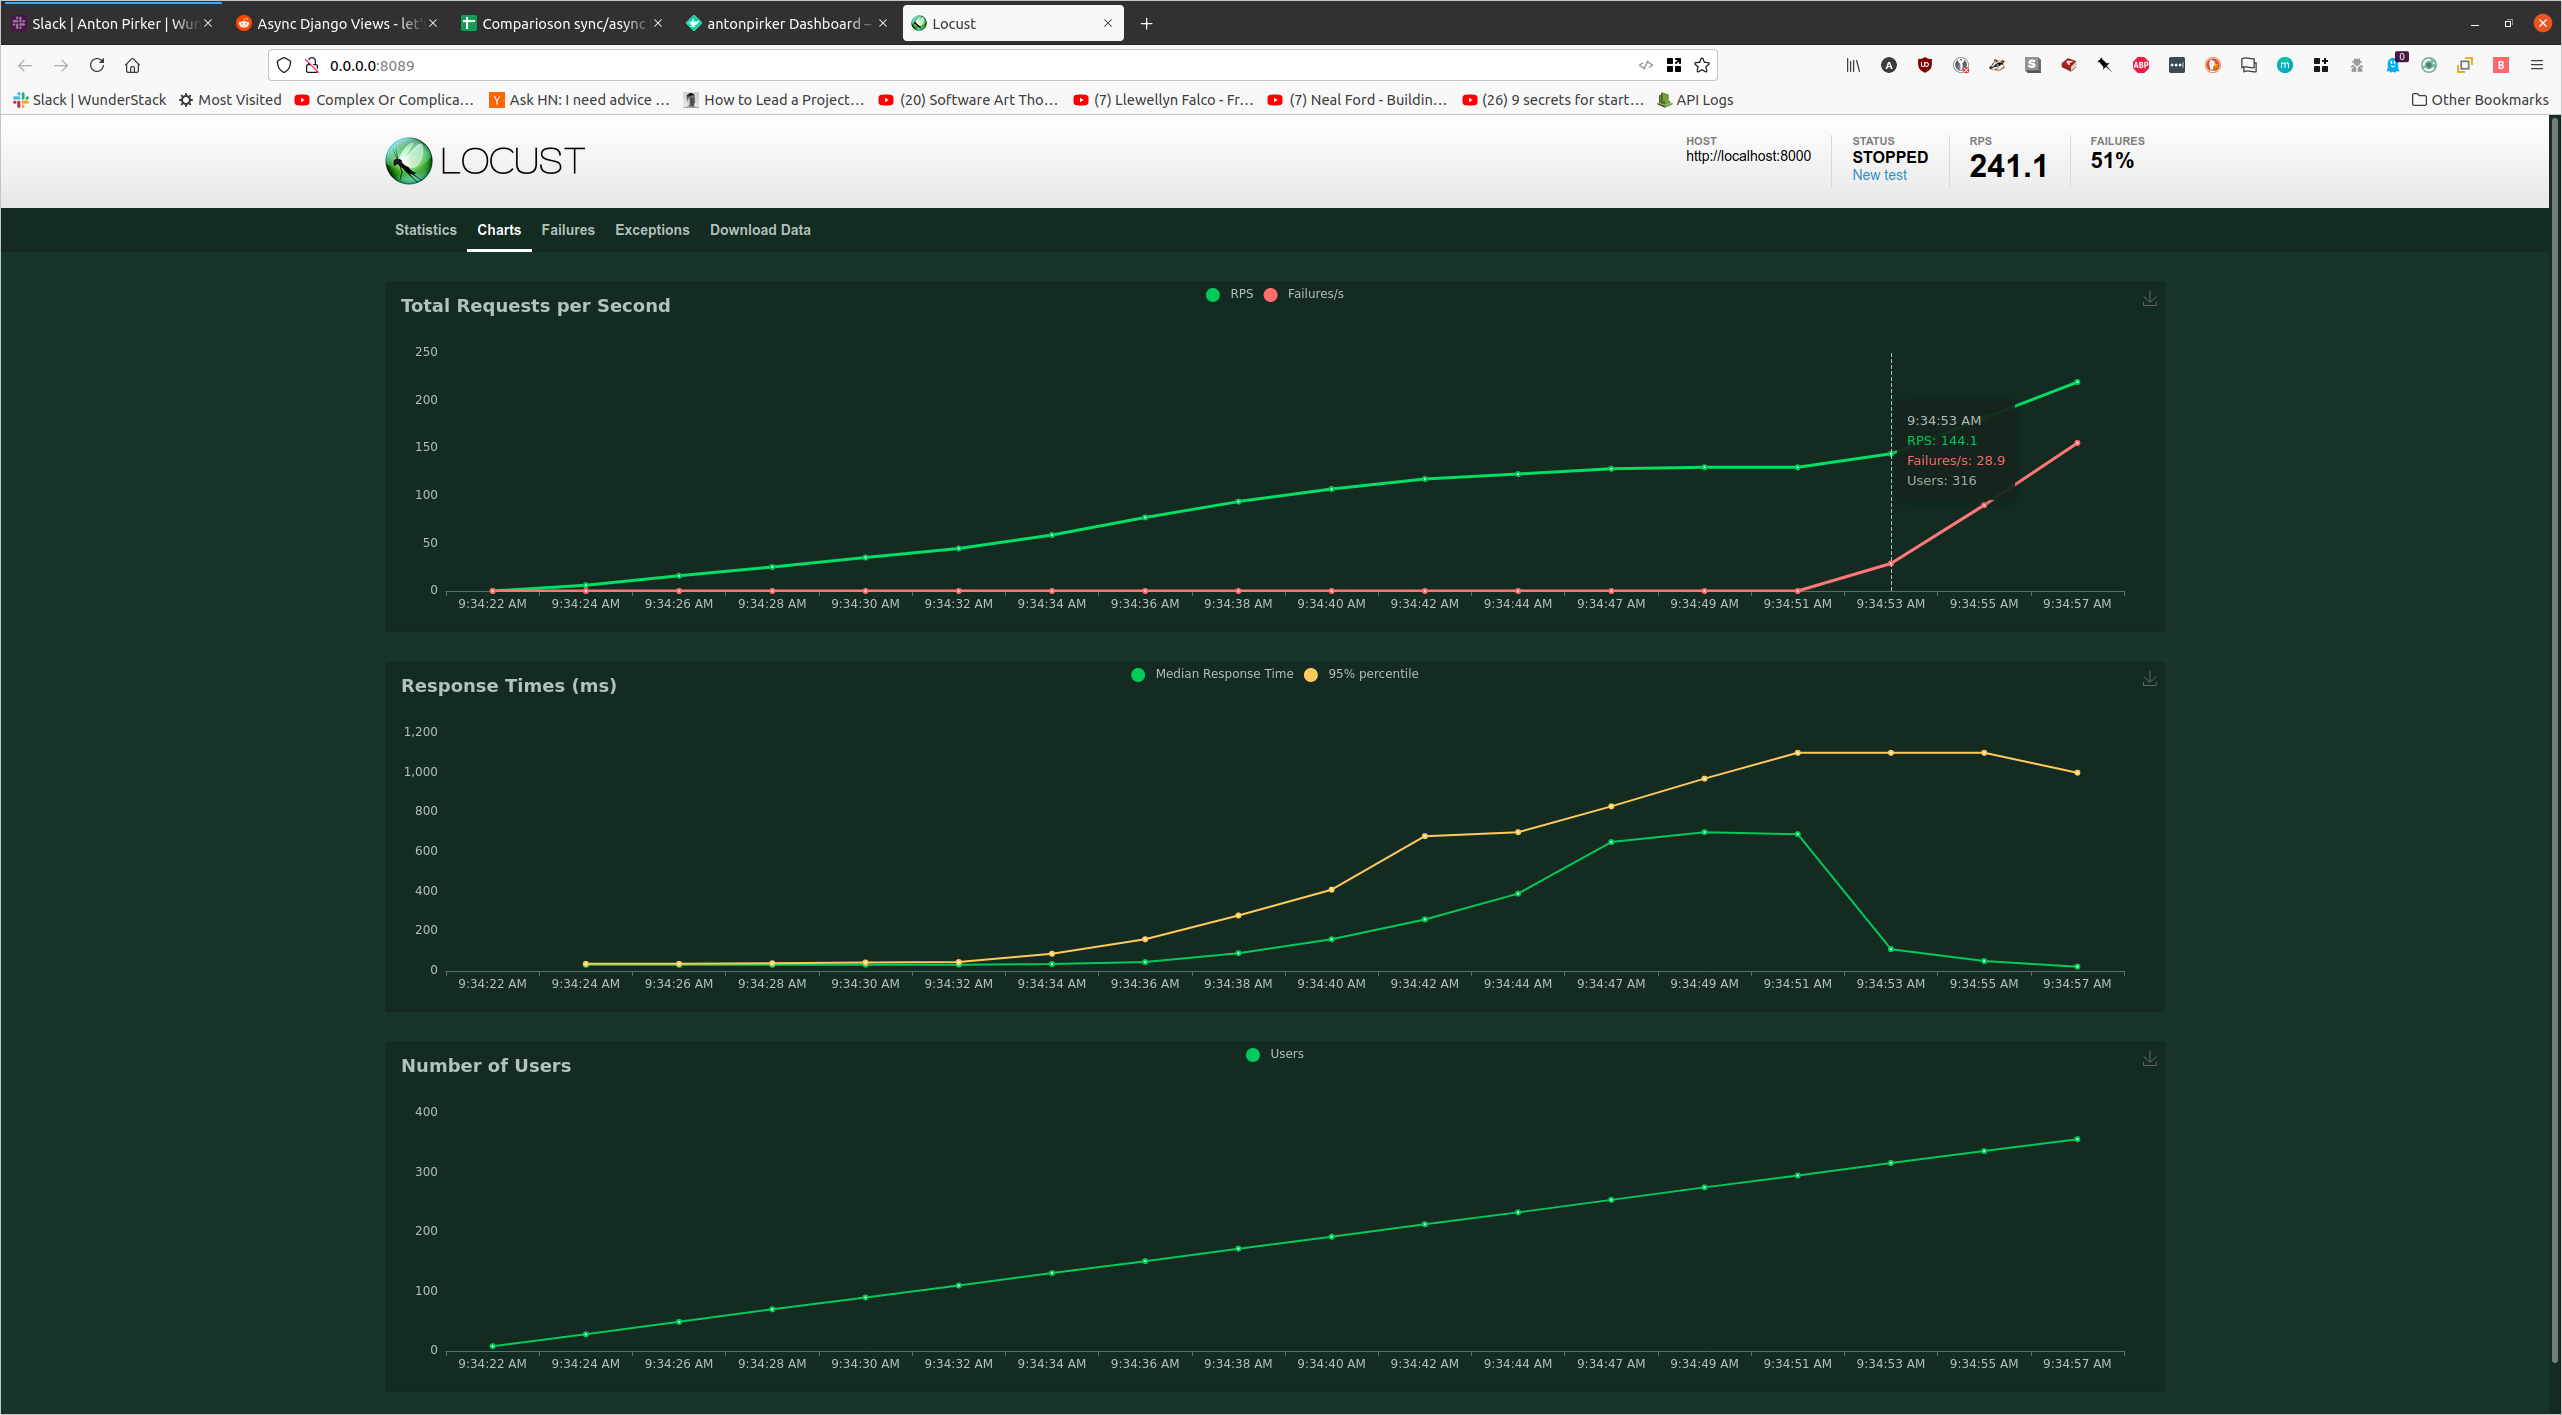 Slack | Anton Pirker | Wun
Async Django Views - let'
Comparioson sync/async
antonpirker Dashboard –
Locust
0.0.0.0:8089
0
Slack | WunderStack
Most Visited
Complex Or Complica…
Ask HN: I need advice …
How to Lead a Project…
(20) Software Art Tho…
(7) Llewellyn Falco - Fr…
(7) Neal Ford - Buildin…
(26) 9 secrets for start…
API Logs
Other Bookmarks
LOCUST
HOST
http://localhost:8000
STATUS
STOPPED
New test
RPS
241.1
FAILURES
51%
Statistics Charts Failures Exceptions Download Data
Total Requests per Second
RPS Failures/s
250
200
150
100
50
0
9:34:53 AM
RPS: 144.1
Failures/s: 28.9
Users: 316
9:34:22 AM 9:34:24 AM 9:34:26 AM 9:34:28 AM 9:34:30 AM 9:34:32 AM 9:34:34 AM 9:34:36 AM 9:34:38 AM 9:34:40 AM 9:34:42 AM 9:34:44 AM 9:34:47 AM 9:34:49 AM 9:34:51 AM 9:34:53 AM 9:34:55 AM 9:34:57 AM
Response Times (ms)
Median Response Time 95% percentile
1,200
1,000
800
600
400
200
0
9:34:22 AM 9:34:24 AM 9:34:26 AM 9:34:28 AM 9:34:30 AM 9:34:32 AM 9:34:34 AM 9:34:36 AM 9:34:38 AM 9:34:40 AM 9:34:42 AM 9:34:44 AM 9:34:47 AM 9:34:49 AM 9:34:51 AM 9:34:53 AM 9:34:55 AM 9:34:57 AM
Number of Users
Users
400
300
200
100
0
9:34:22 AM 9:34:24 AM 9:34:26 AM 9:34:28 AM 9:34:30 AM 9:34:32 AM 9:34:34 AM 9:34:36 AM 9:34:38 AM 9:34:40 AM 9:34:42 AM 9:34:44 AM 9:34:47 AM 9:34:49 AM 9:34:51 AM 9:34:53 AM 9:34:55 AM 9:34:57 AM